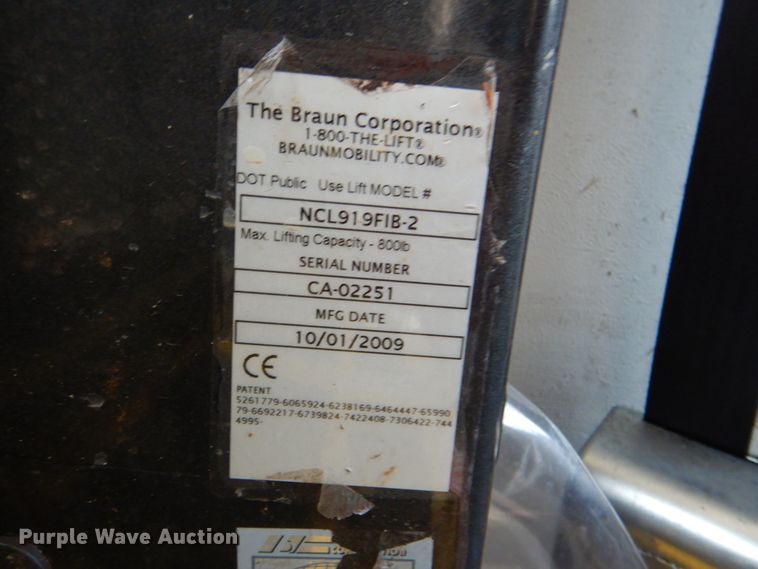 The Braun Corporation®
1-800-THE-LIFT®
BRAUNMOBILITY.COM®
DOT Public Use Lift MODEL #
NCL919FIB-2
Max. Lifting Capacity - 800lb
SERIAL NUMBER
CA-02251
MFG DATE
10/01/2009
CE
PATENT
5261779-6065924-6238169-6464447-65990
79-6692217-6739824-7422408-7306422-744
4995-
Purple Wave Auction